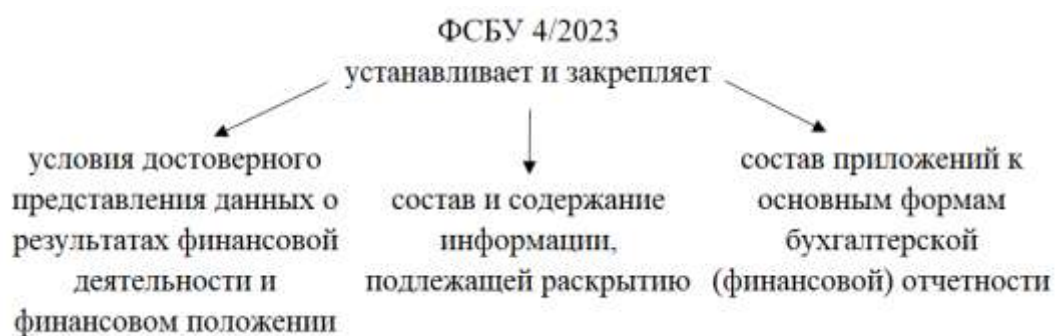 ФСБУ 4/2023
устанавливает и закрепляет
условия достоверного
представления данных о
результатах финансовой
деятельности и
финансовом положении
состав и содержание
информации,
подлежащей раскрытию
состав приложений к
основным формам
бухгалтерской
(финансовой) отчетности